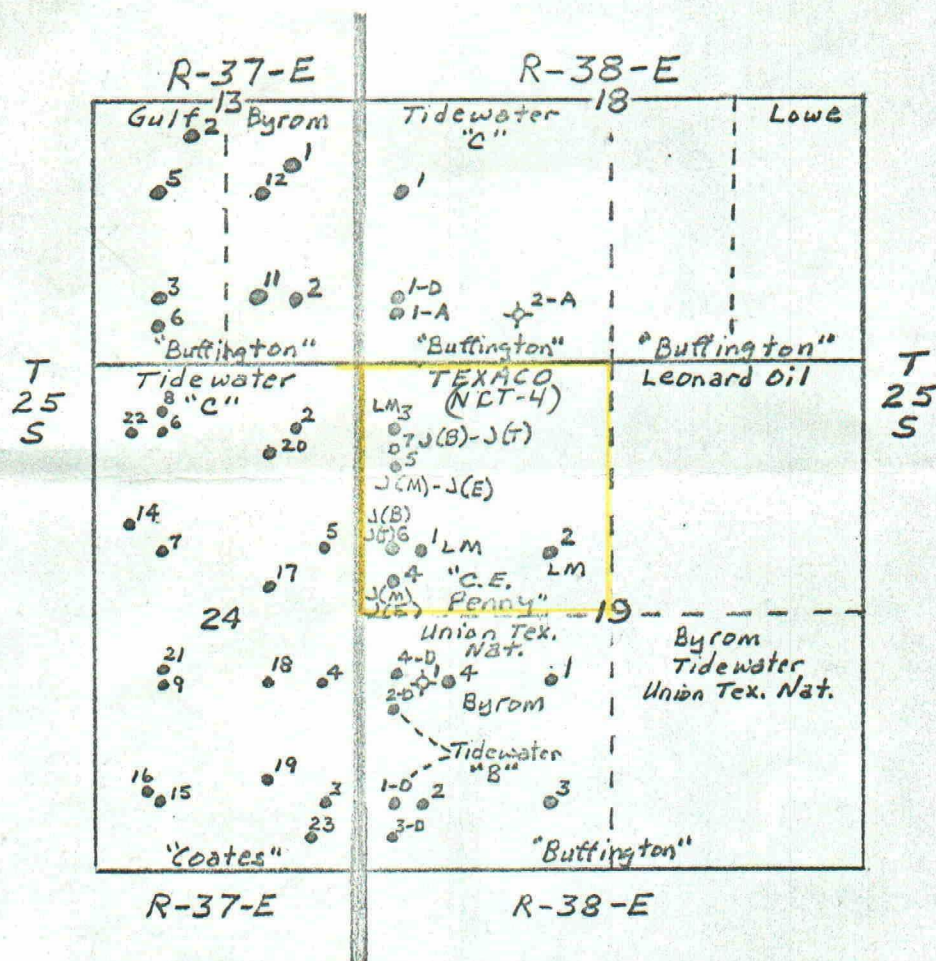 R-37-E
R-38-E
13
18
Gulf
Byrom
Tidewater
"C"
Lowe
2
1
5
12
1
3
11
2
1-D
6
1-A
2-A
"Buffington"
"Buffington"
"Buffington"
T
25
S
T
25
S
Tidewater
"C"
TEXACO
(NCT-4)
Leonard Oil
8
22
6
2
20
LM 3
7 J(B)-J(T)
5
J(M)-J(E)
14
7
5
J(B)
J(T) 6
1 LM
2
LM
17
4
"C.E.
Penny"
J(M)
J(E)
24
19
Union Tex.
Nat.
Byrom
Tidewater
Union Tex. Nat.
21
9
18
4
4-D
1
4
1
2-D
Byrom
Tidewater
"B"
19
16
15
3
1-D
2
3
23
3-D
"Coates"
"Buffington"
R-37-E
R-38-E